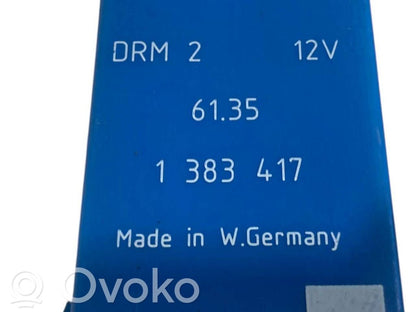 DRM 2 12V
61.35
1 383 417
Made in W.Germany
Ovoko